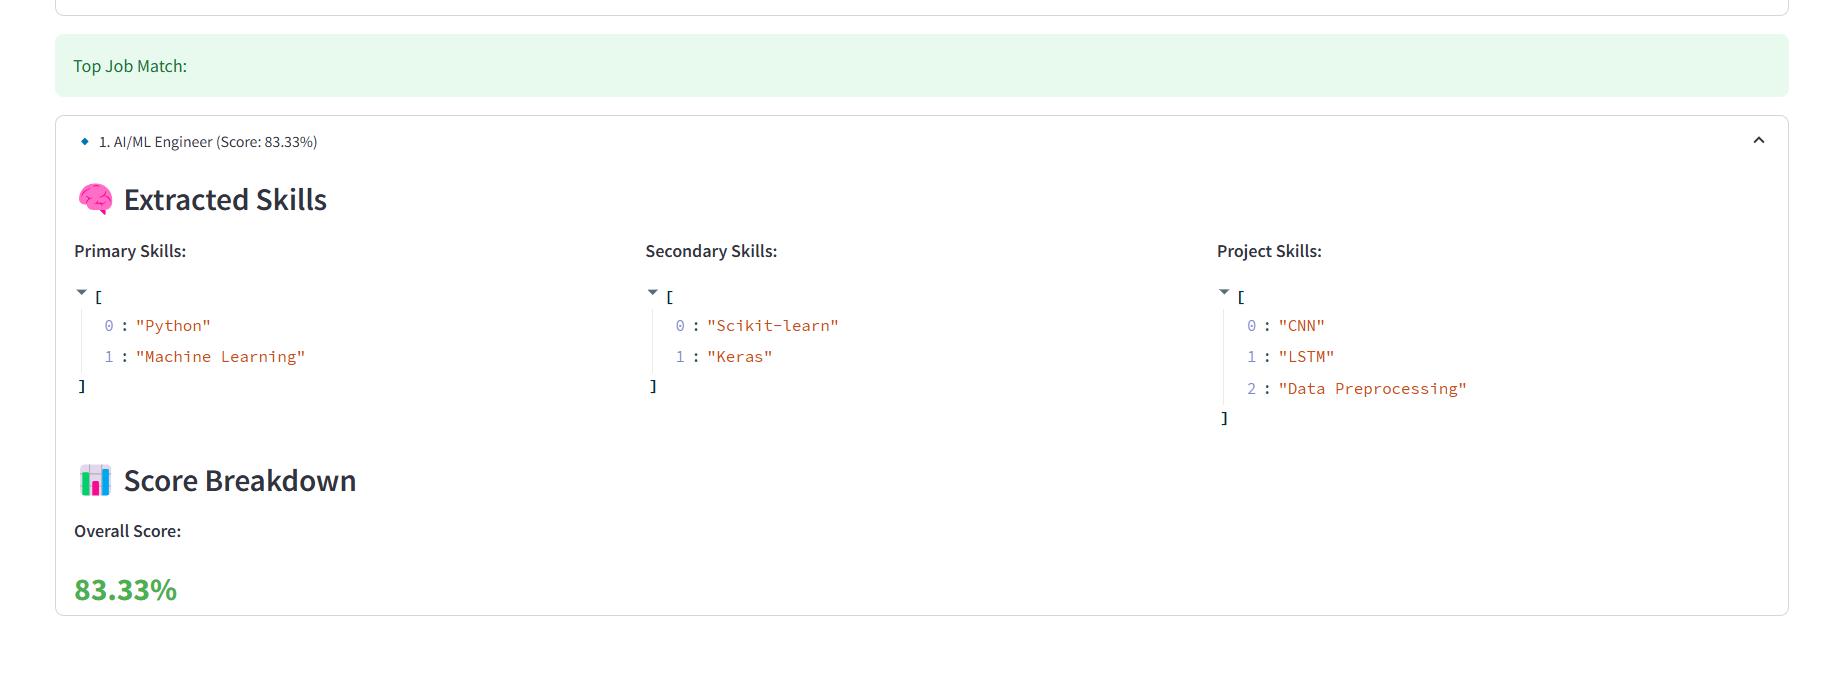 Top Job Match:
1. AI/ML Engineer (Score: 83.33%)
Extracted Skills
Primary Skills:
[
0 : "Python"
1 : "Machine Learning"
]
Secondary Skills:
[
0 : "Scikit-learn"
1 : "Keras"
]
Project Skills:
[
0 : "CNN"
1 : "LSTM"
2 : "Data Preprocessing"
]
Score Breakdown
Overall Score:
83.33%